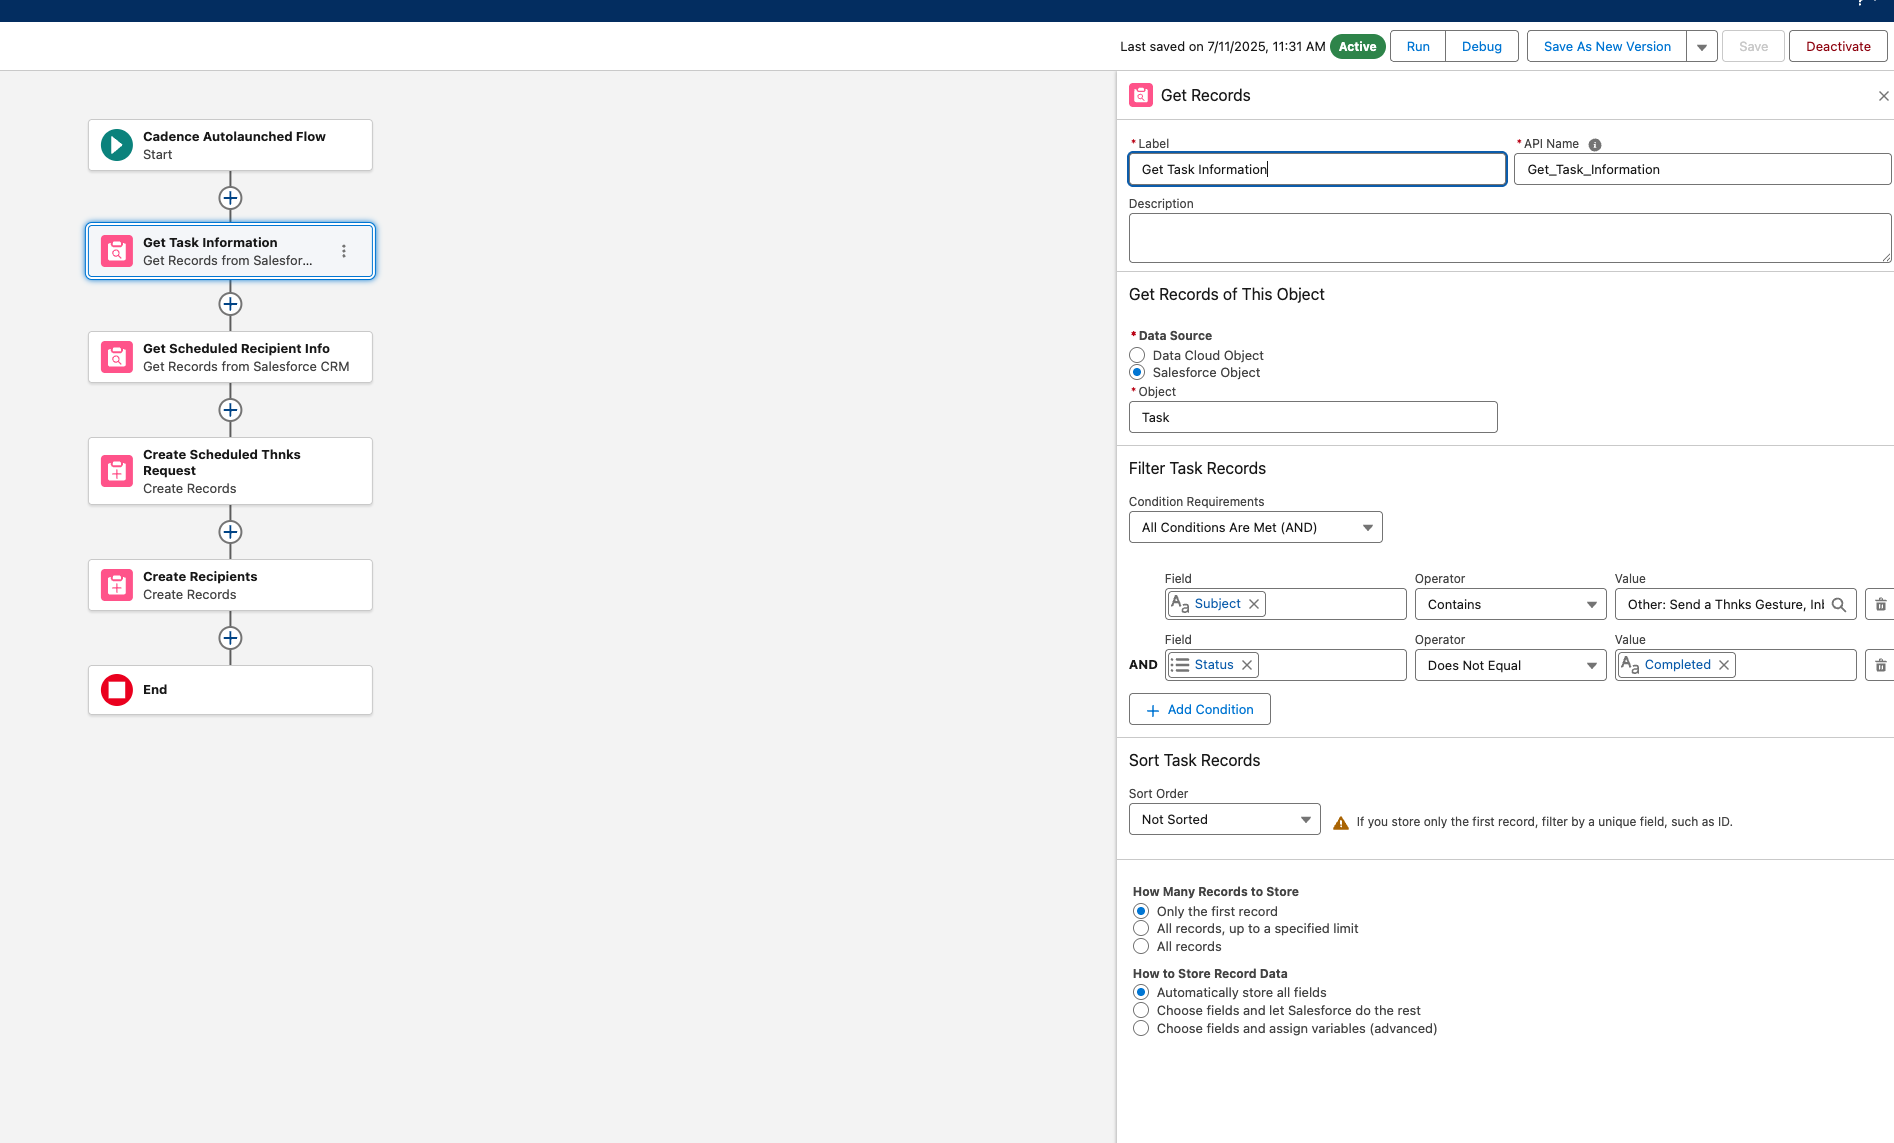 Last saved on 7/11/2025, 11:31 AM Active Run Debug Save As New Version Save Deactivate
Cadence Autolaunched Flow
Start
Get Task Information
Get Records from Salesfor...
Get Scheduled Recipient Info
Get Records from Salesforce CRM
Create Scheduled Thnks
Request
Create Records
Create Recipients
Create Records
End
Get Records
* Label
Get Task Information
* API Name
Get_Task_Information
Description
Get Records of This Object
* Data Source
Data Cloud Object
Salesforce Object
* Object
Task
Filter Task Records
Condition Requirements
All Conditions Are Met (AND)
Field Operator Value
Aa Subject Contains Other: Send a Thnks Gesture, Inl
Field Operator Value
AND Status Does Not Equal Aa Completed
Add Condition
Sort Task Records
Sort Order
Not Sorted If you store only the first record, filter by a unique field, such as ID.
How Many Records to Store
Only the first record
All records, up to a specified limit
All records
How to Store Record Data
Automatically store all fields
Choose fields and let Salesforce do the rest
Choose fields and assign variables (advanced)